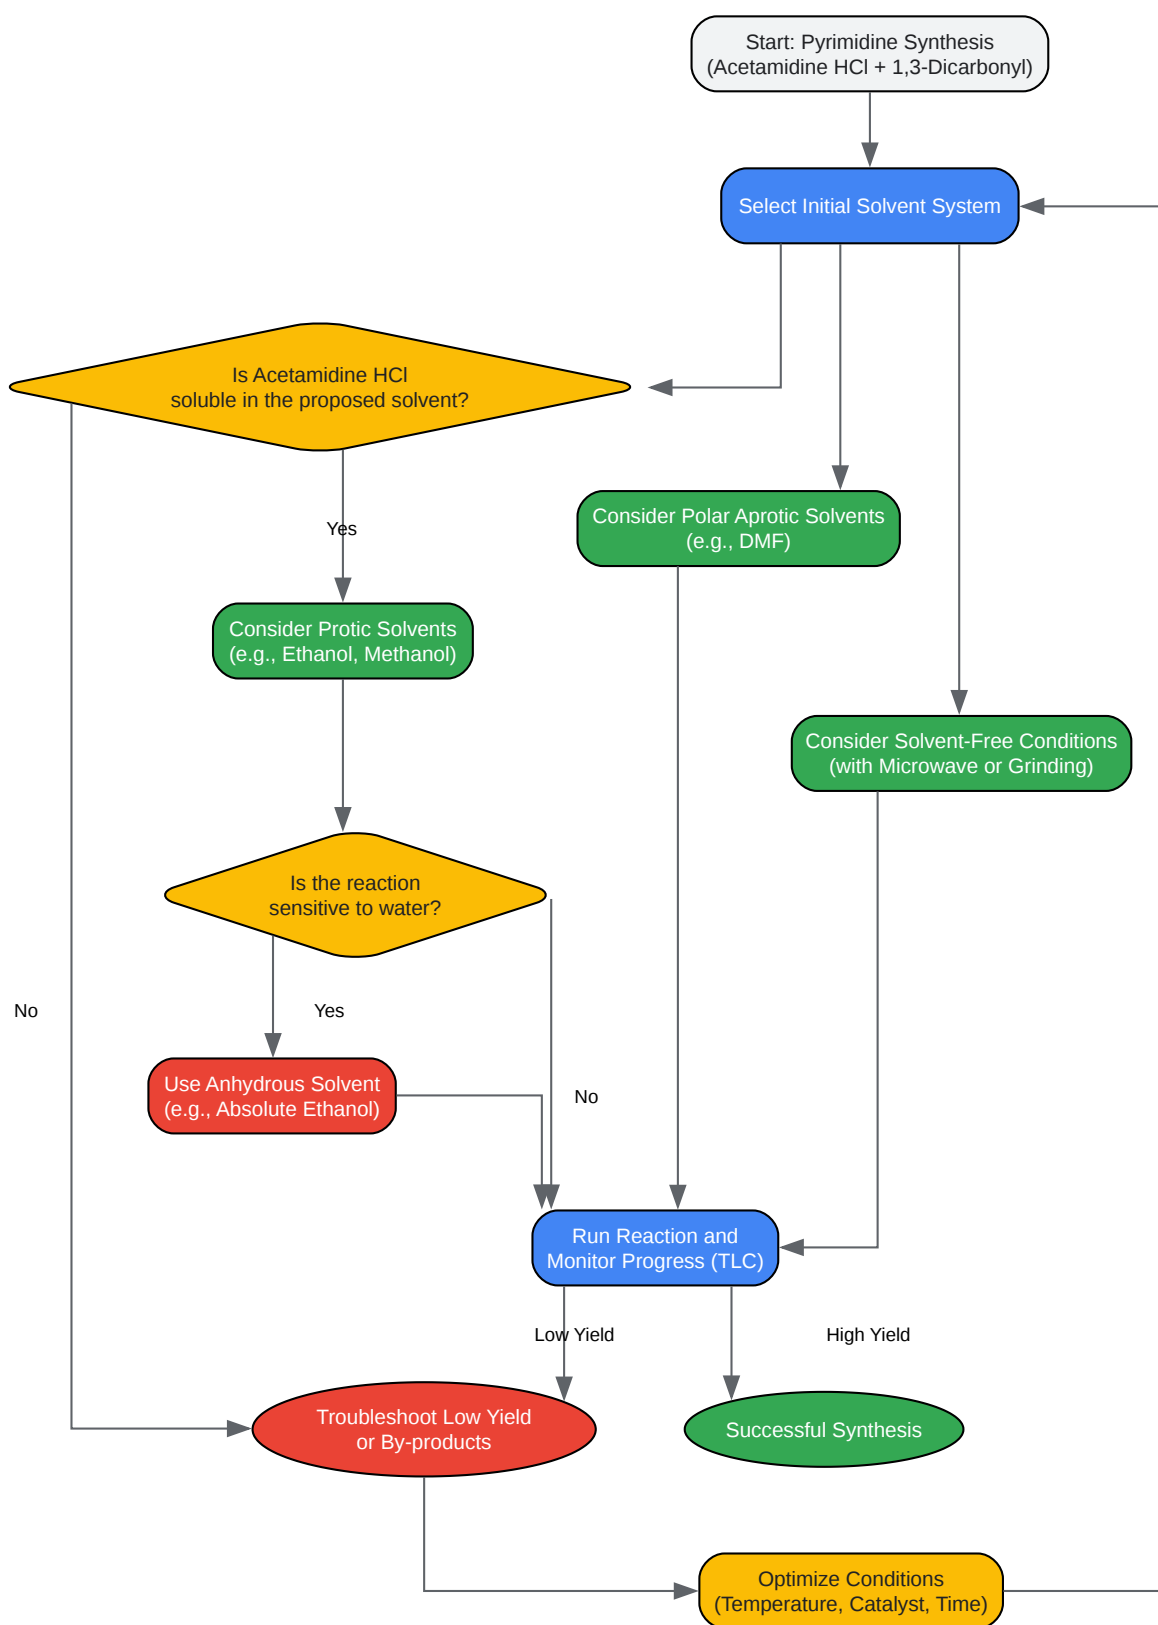 Start: Pyrimidine Synthesis
(Acetamidine HCl + 1,3-Dicarbonyl)
Select Initial Solvent System
Is Acetamidine HCl
soluble in the proposed solvent?
Consider Polar Aprotic Solvents
(e.g., DMF)
Yes
Consider Protic Solvents
(e.g., Ethanol, Methanol)
Consider Solvent-Free Conditions
(with Microwave or Grinding)
Is the reaction
sensitive to water?
No
Yes
Use Anhydrous Solvent
(e.g., Absolute Ethanol)
No
Run Reaction and
Monitor Progress (TLC)
Low Yield
High Yield
Troubleshoot Low Yield
or By-products
Successful Synthesis
Optimize Conditions
(Temperature, Catalyst, Time)